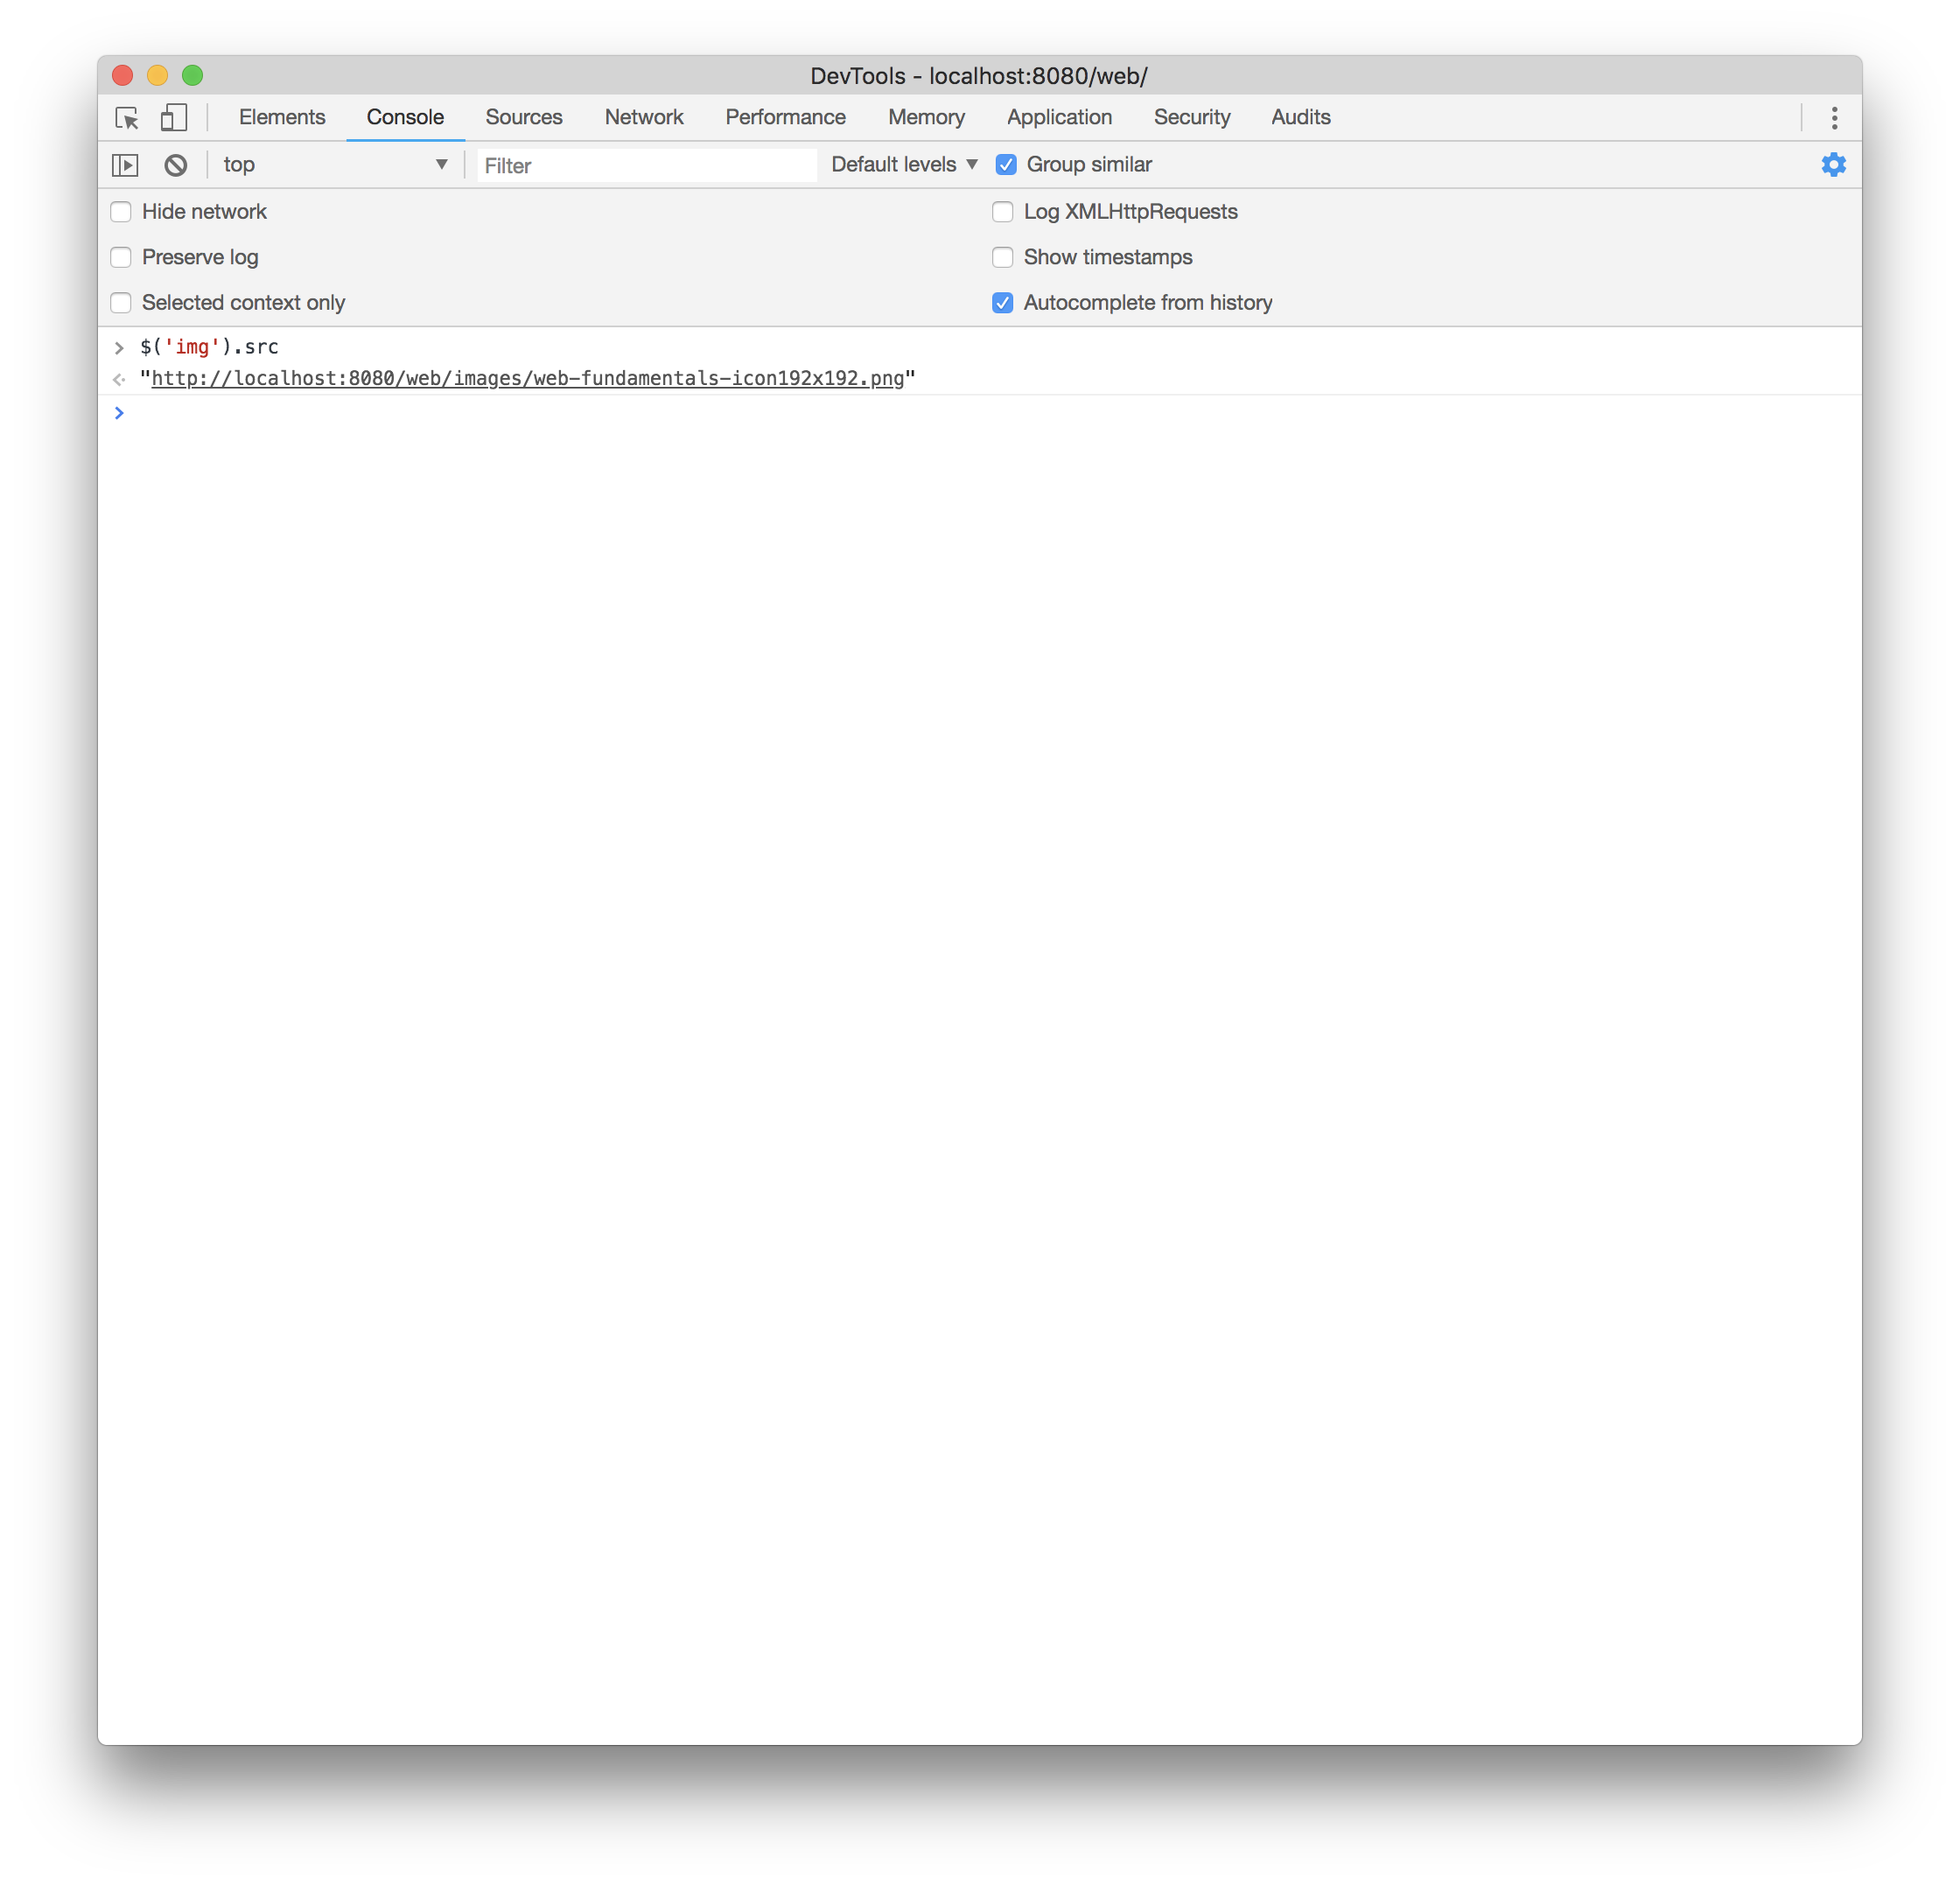 DevTools - localhost:8080/web/
Elements Console Sources Network Performance Memory Application Security Audits
top Filter Default levels Group similar
Hide network Log XMLHttpRequests
Preserve log Show timestamps
Selected context only Autocomplete from history
> $('img').src
"http://localhost:8080/web/images/web-fundamentals-icon192x192.png"
>